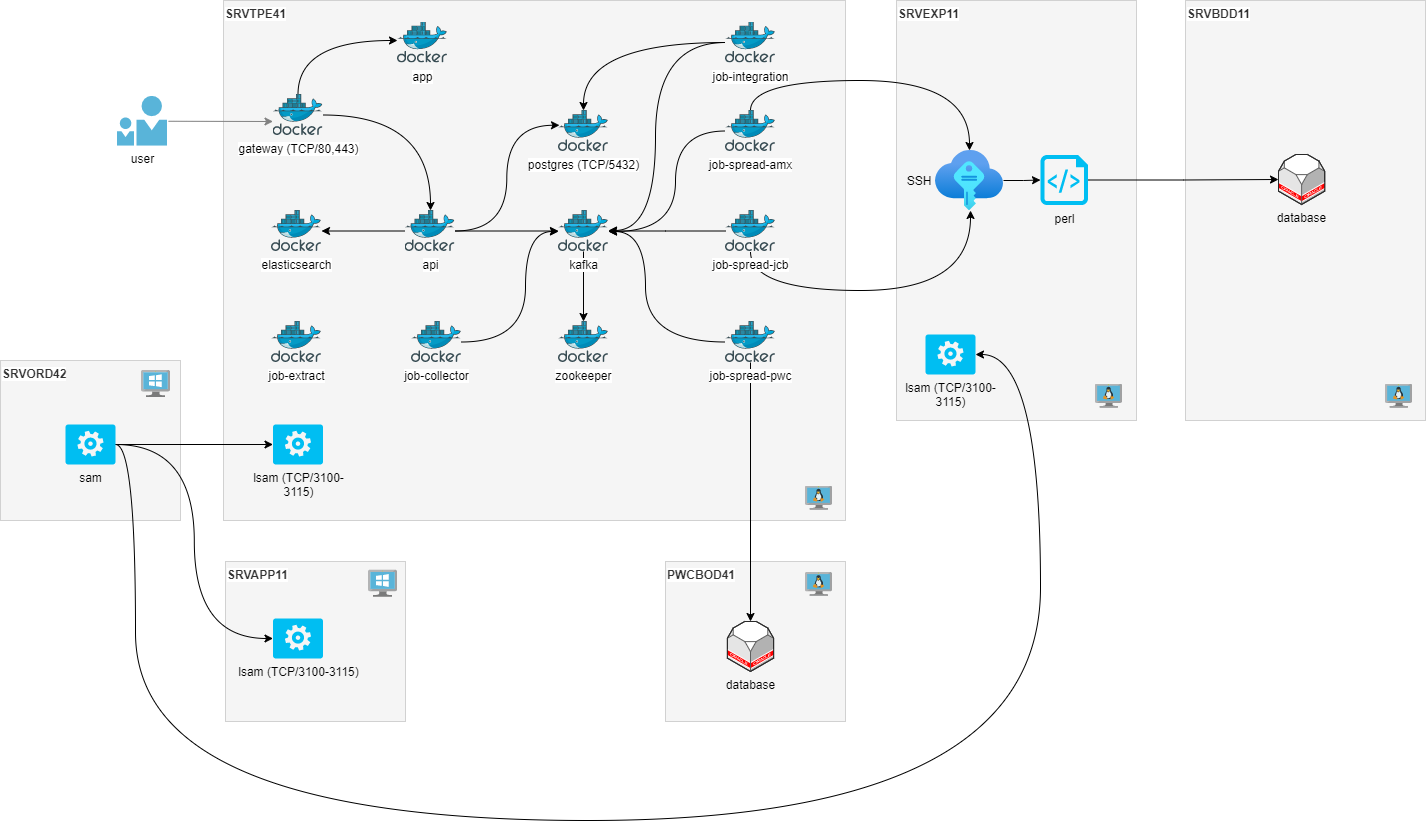 SRVTPE41
SRVEXP11
SRVBDD11
docker
app
docker
job-integration
user
docker
gateway (TCP/80,443)
docker
postgres (TCP/5432)
docker
job-spread-amx
SSH
perl
database
docker
elasticsearch
docker
api
docker
kafka
docker
job-spread-jcb
docker
job-extract
docker
job-collector
docker
zookeeper
docker
job-spread-pwc
lsam (TCP/3100-
3115)
SRVORD42
sam
lsam (TCP/3100-
3115)
SRVAPP11
lsam (TCP/3100-3115)
PWCBOD41
database